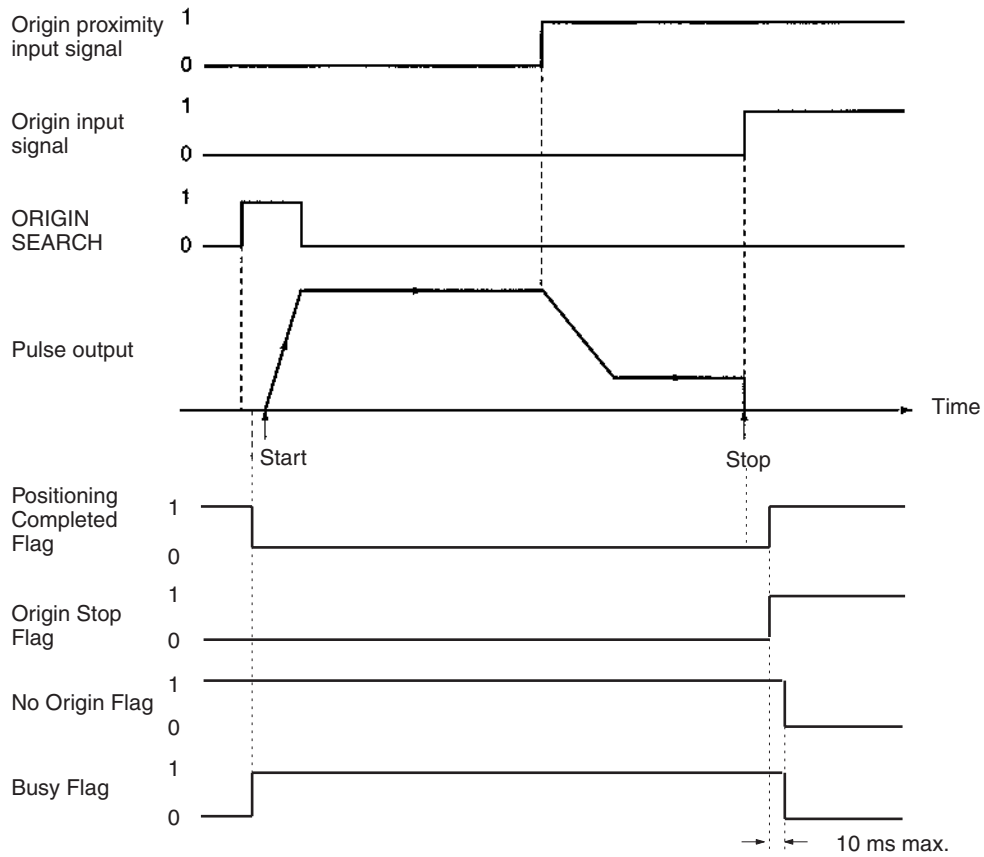 Origin proximity
input signal
1
0
Origin input
signal
1
0
ORIGIN
SEARCH
1
0
Pulse output
Time
Start
Stop
Positioning
Completed
Flag
1
0
Origin Stop
Flag
1
0
No Origin Flag
1
0
Busy Flag
1
0
10 ms max.